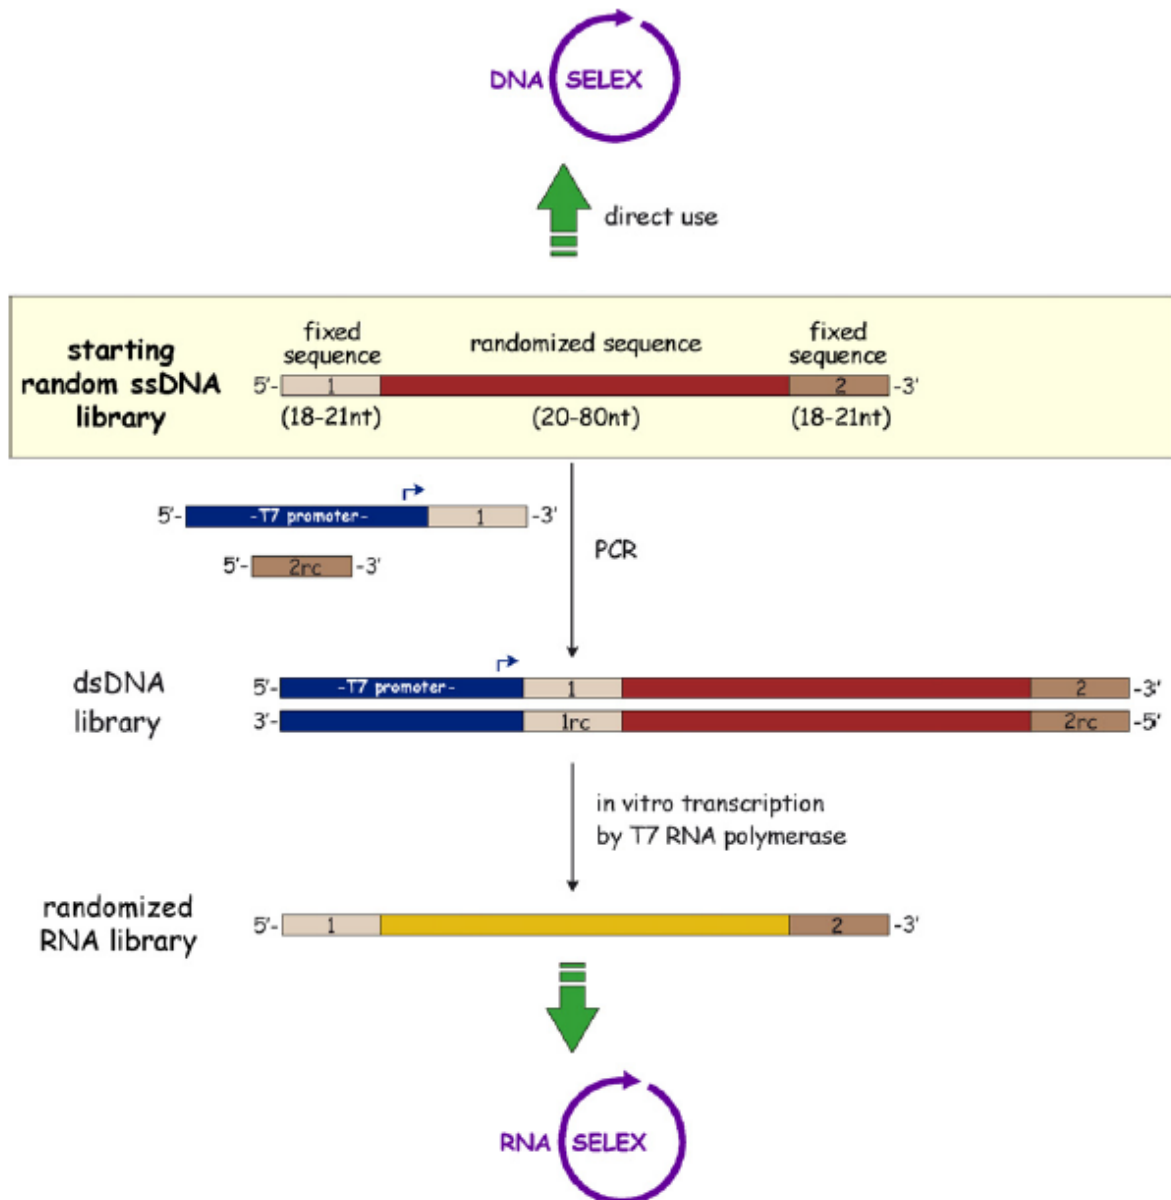 DNA SELEX
direct use
starting
random ssDNA
library
fixed
sequence
randomized sequence
fixed
sequence
5'- 1 2 -3'
(18-21nt) (20-80nt) (18-21nt)
5'- -T7 promoter- 1 -3'
5'- 2rc -3'
PCR
dsDNA
library
5'- -T7 promoter- 1 2 -3'
3'- 1rc 2rc -5'
in vitro transcription
by T7 RNA polymerase
randomized
RNA library
5'- 1 2 -3'
RNA SELEX